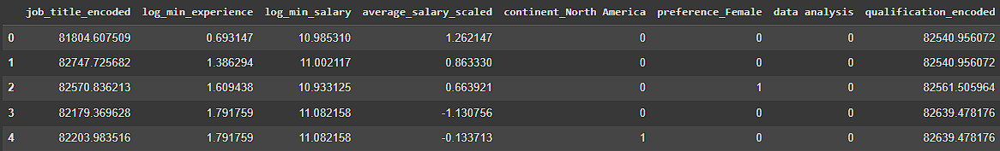 job_title_encoded log_min_experience log_min_salary average_salary_scaled continent_North America preference_Female data analysis qualification_encoded
0 81804.607509 0.693147 10.985310 1.262147 0 0 0 82540.956072
1 82747.725682 1.386294 11.002117 0.863330 0 0 0 82540.956072
2 82570.836213 1.609438 10.933125 0.663921 0 1 0 82561.505964
3 82179.369628 1.791759 11.082158 -1.130756 0 0 0 82639.478176
4 82203.983516 1.791759 11.082158 -0.133713 1 0 0 82639.478176